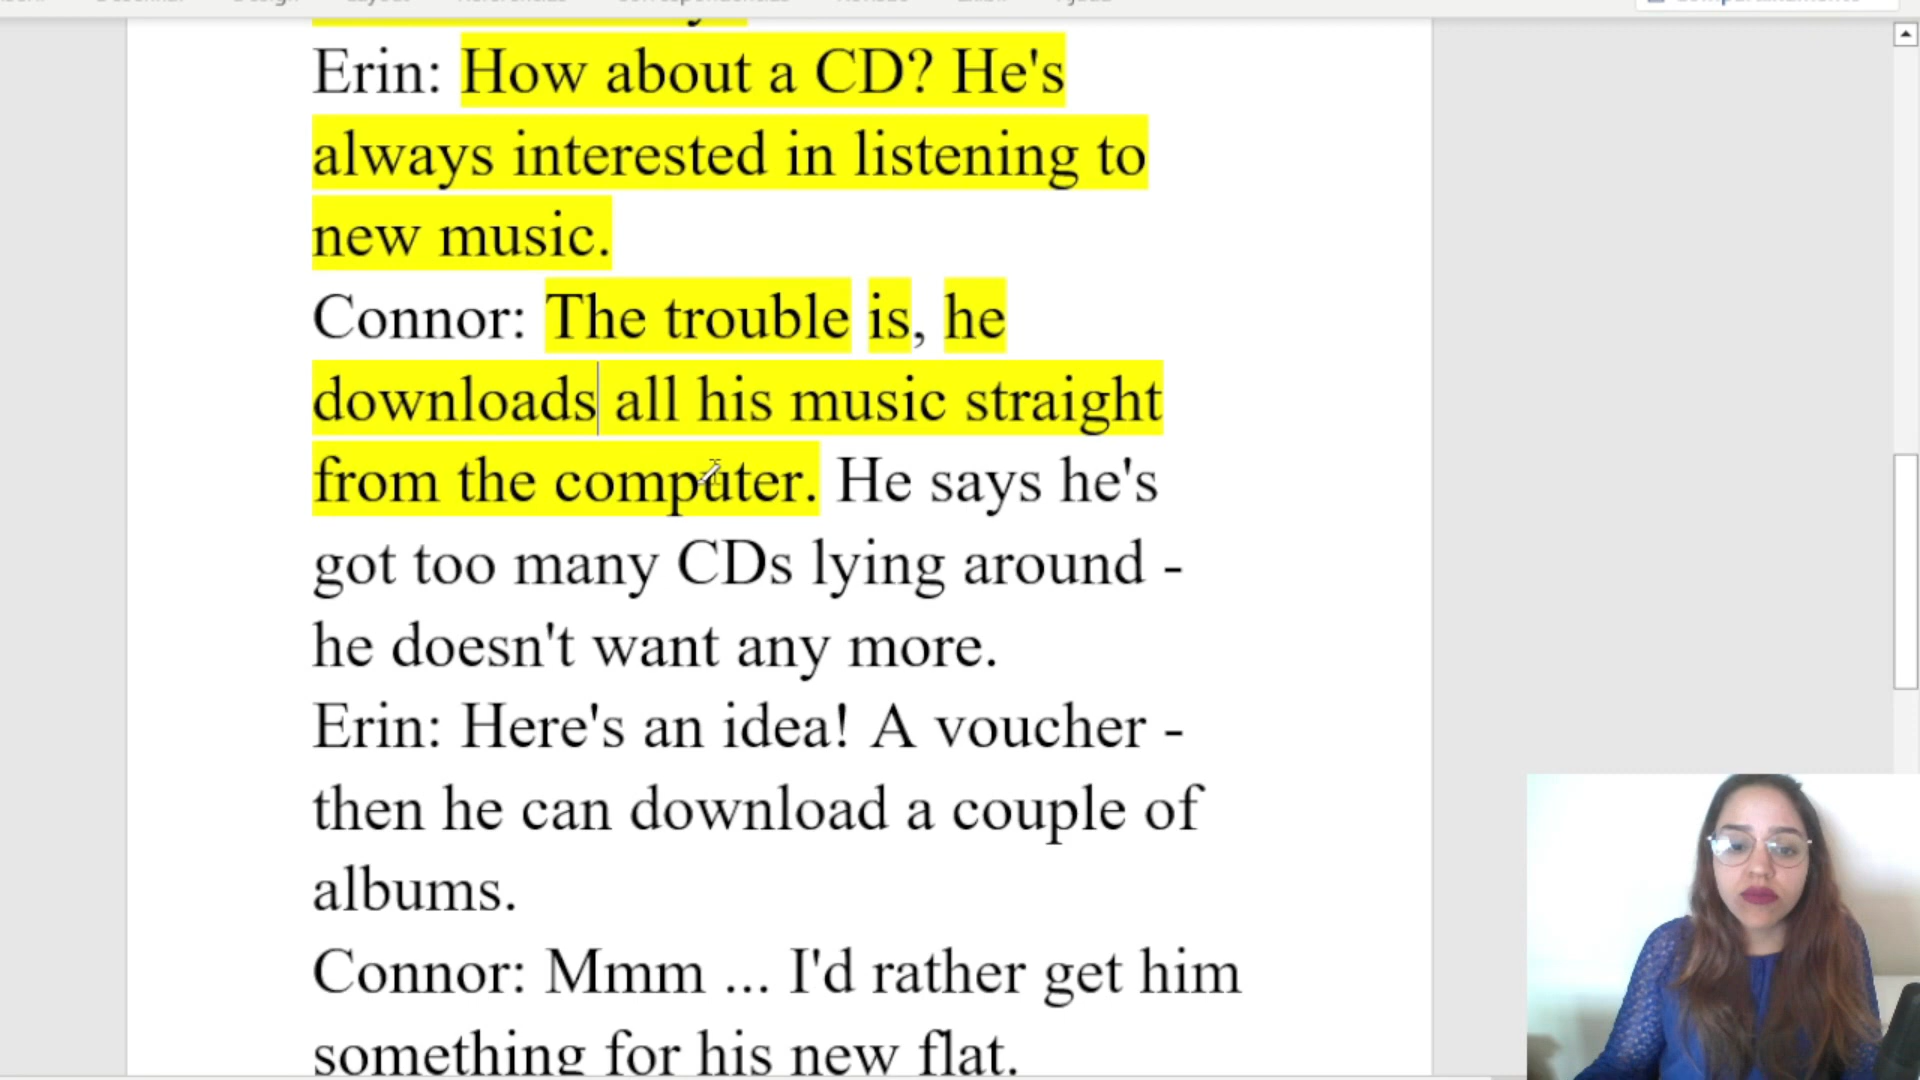 Erin: How about a CD? He's
always interested in listening to
new music.
Connor: The trouble is, he
downloads all his music straight
from the computer. He says he's
got too many CDs lying around -
he doesn't want any more.
Erin: Here's an idea! A voucher -
then he can download a couple of
albums.
Connor: Mmm ... I'd rather get him
something for his new flat.